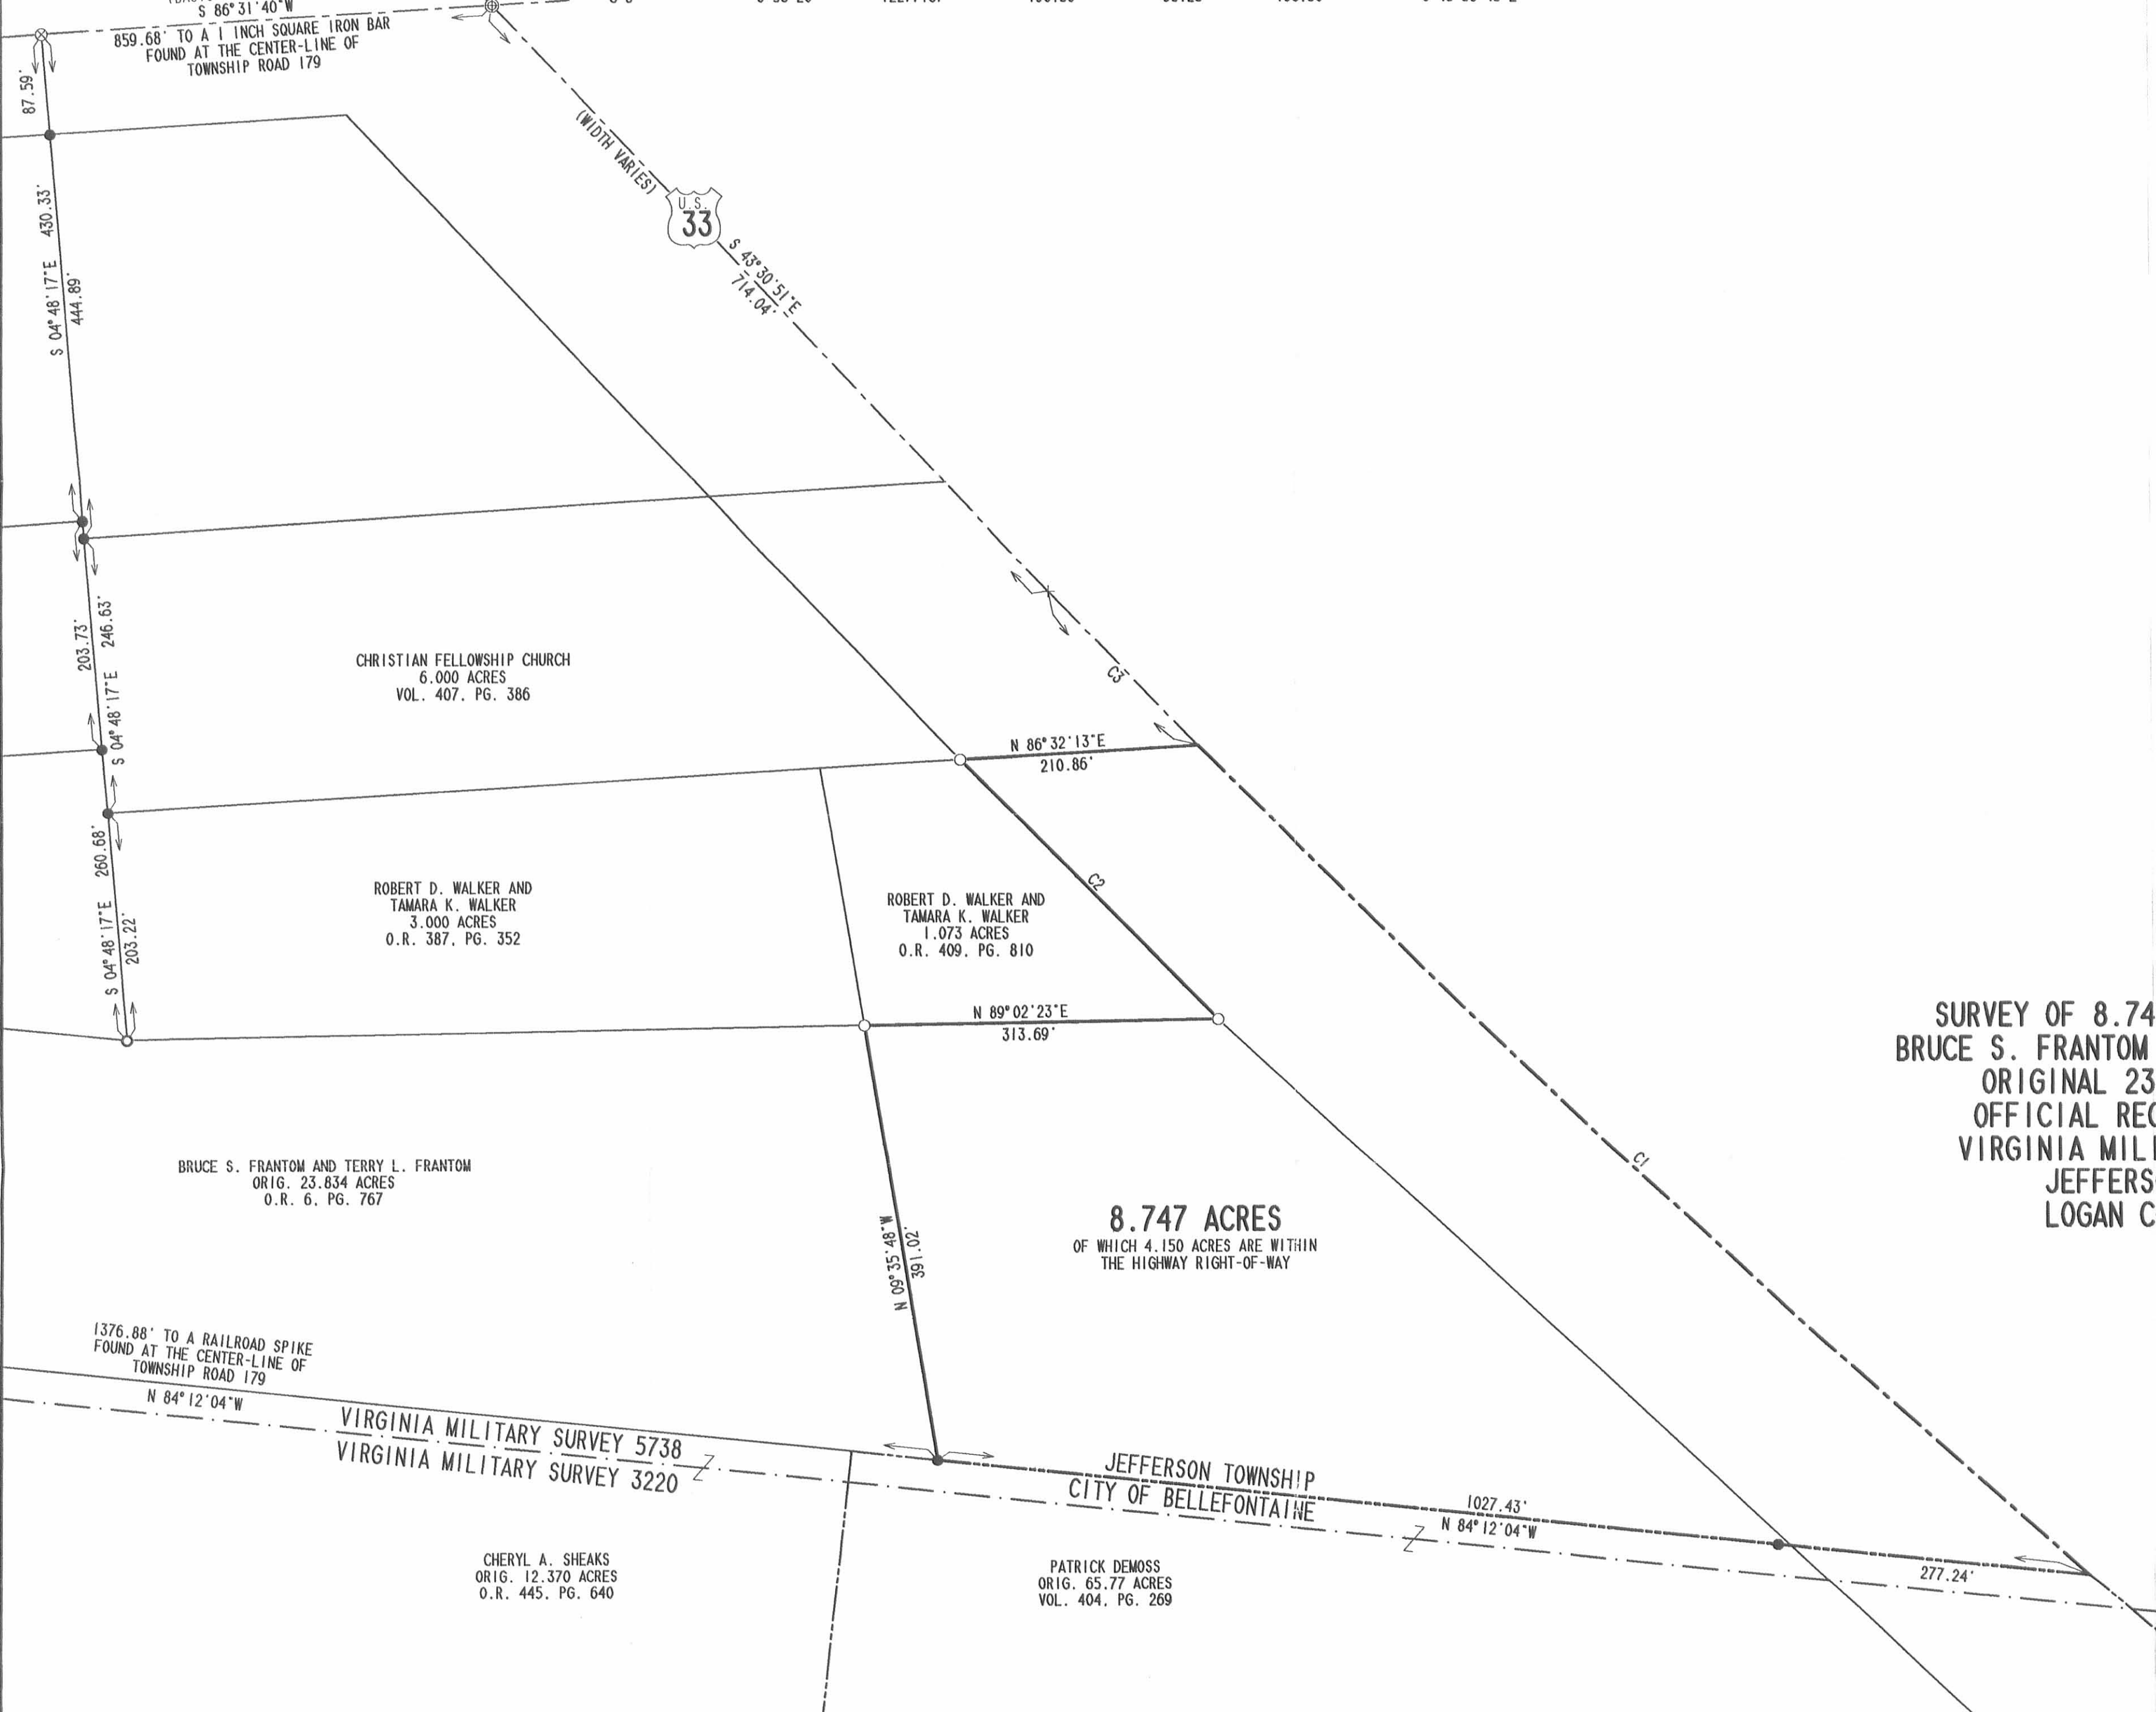 S 86°31'40"W
859.68' TO A 1 INCH SQUARE IRON BAR
FOUND AT THE CENTER-LINE OF
TOWNSHIP ROAD 179
87.59'
(WIDTH VARIES)
U.S.
33
S 43°30'51"E
714.04'
S 04°48'17"E 430.33'
444.89'
C3
203.73'
S 04°48'17"E 246.63'
CHRISTIAN FELLOWSHIP CHURCH
6.000 ACRES
VOL. 407, PG. 386
N 86°32'13"E
210.86'
C2
S 04°48'17"E 260.68'
203.22'
ROBERT D. WALKER AND
TAMARA K. WALKER
3.000 ACRES
O.R. 387, PG. 352
ROBERT D. WALKER AND
TAMARA K. WALKER
1.073 ACRES
O.R. 409, PG. 810
N 89°02'23"E
313.69'
SURVEY OF 8.74
BRUCE S. FRANTOM
ORIGINAL 23
OFFICIAL REC
VIRGINIA MILI
JEFFERS
LOGAN C
C1
BRUCE S. FRANTOM AND TERRY L. FRANTOM
ORIG. 23.834 ACRES
O.R. 6, PG. 767
N 09°35'48"W
391.02'
8.747 ACRES
OF WHICH 4.150 ACRES ARE WITHIN
THE HIGHWAY RIGHT-OF-WAY
1376.88' TO A RAILROAD SPIKE
FOUND AT THE CENTER-LINE OF
TOWNSHIP ROAD 179
N 84°12'04"W
VIRGINIA MILITARY SURVEY 5738
VIRGINIA MILITARY SURVEY 3220
JEFFERSON TOWNSHIP
CITY OF BELLEFONTAINE
1027.43'
N 84°12'04"W
277.24'
CHERYL A. SHEAKS
ORIG. 12.370 ACRES
O.R. 445, PG. 640
PATRICK DEMOSS
ORIG. 65.77 ACRES
VOL. 404, PG. 269